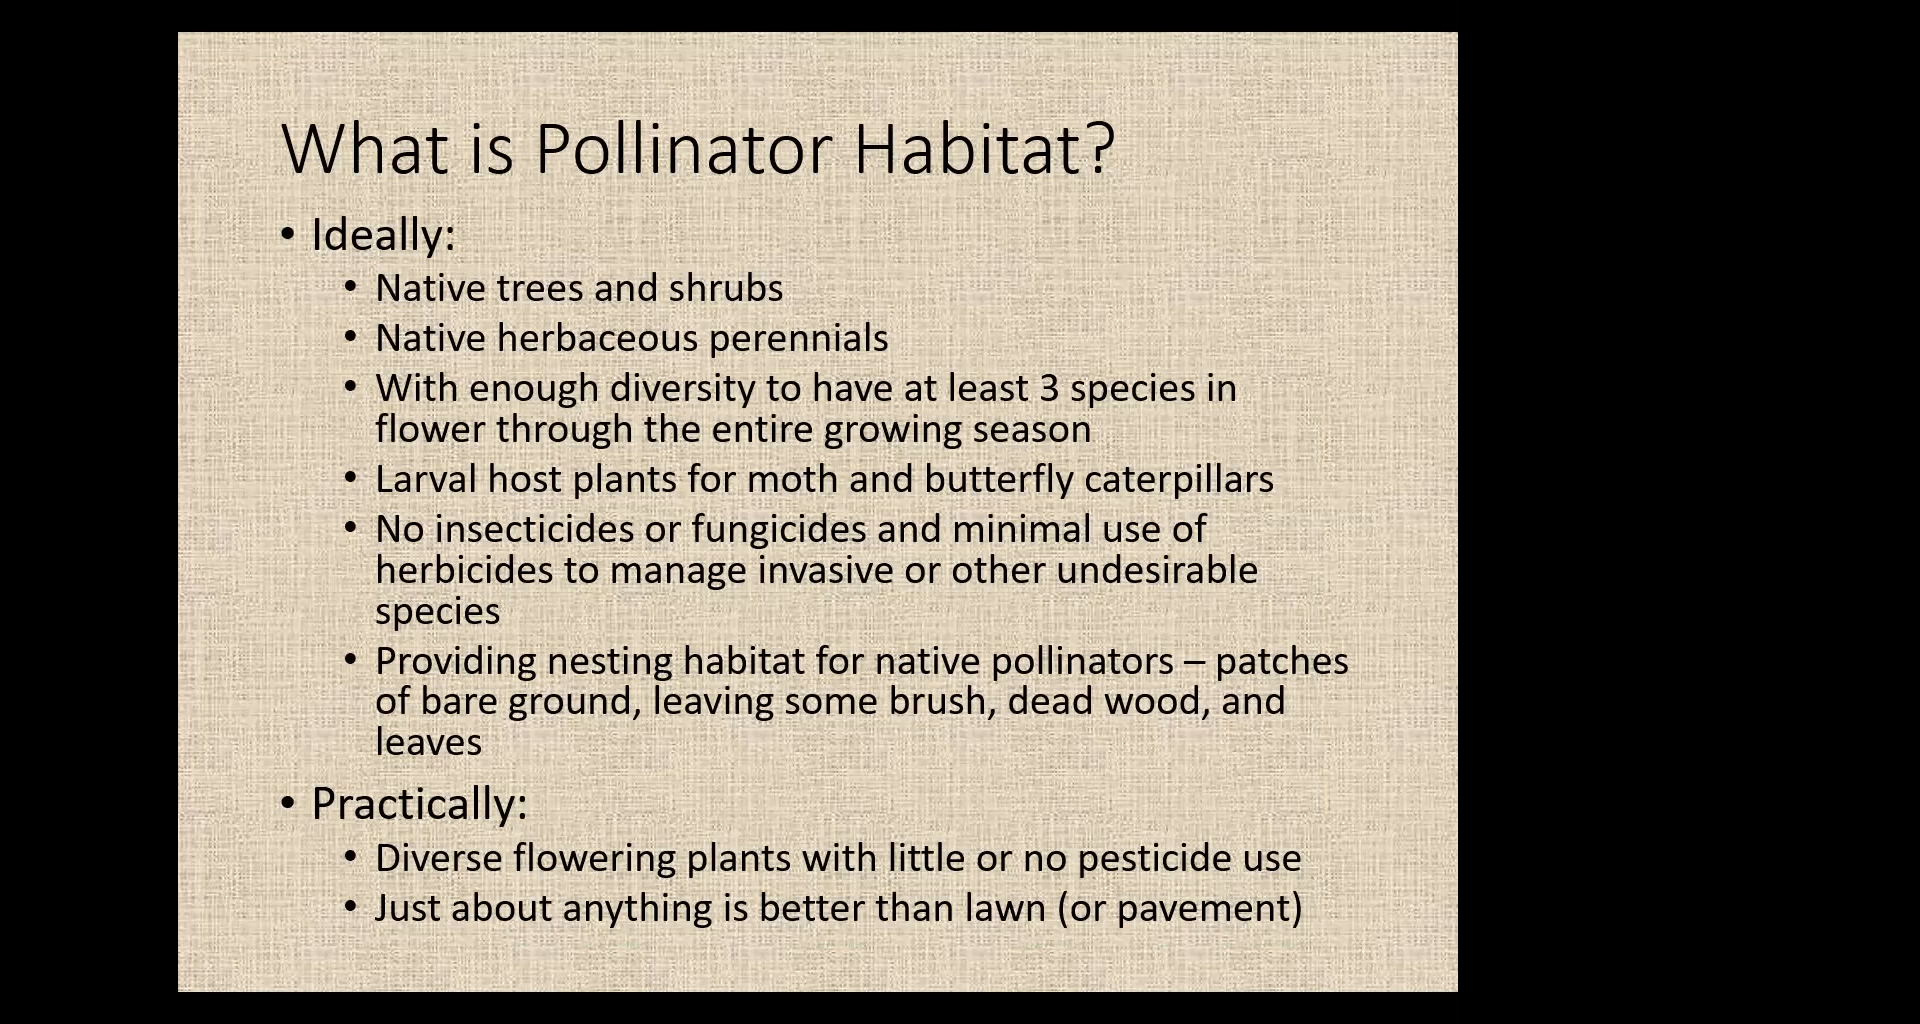 What is Pollinator Habitat?
• Ideally:
• Native trees and shrubs
• Native herbaceous perennials
• With enough diversity to have at least 3 species in
flower through the entire growing season
• Larval host plants for moth and butterfly caterpillars
• No insecticides or fungicides and minimal use of
herbicides to manage invasive or other undesirable
species
• Providing nesting habitat for native pollinators – patches
of bare ground, leaving some brush, dead wood, and
leaves
• Practically:
• Diverse flowering plants with little or no pesticide use
• Just about anything is better than lawn (or pavement)